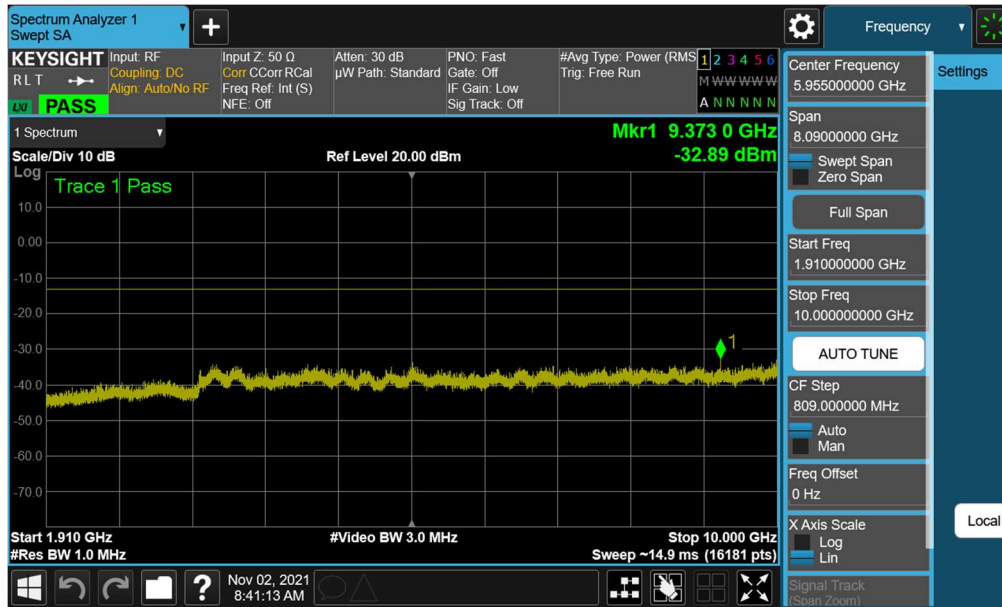 Spectrum Analyzer 1
Swept SA
Frequency
KEYSIGHT
R L T
LXI PASS
Input: RF
Coupling: DC
Align: Auto/No RF
Input Z: 50 Ω
Corr CCorr RCal
Freq Ref: Int (S)
NFE: Off
Atten: 30 dB
µW Path: Standard
PNO: Fast
Gate: Off
IF Gain: Low
Sig Track: Off
#Avg Type: Power (RMS
Trig: Free Run
1 2 3 4 5 6
M W W W W W
A N N N N N
1 Spectrum
Scale/Div 10 dB
Ref Level 20.00 dBm
Mkr1 9.373 0 GHz
-32.89 dBm
Log
Trace 1 Pass
10.0
0.00
-10.0
-20.0
-30.0
-40.0
-50.0
-60.0
-70.0
1
Start 1.910 GHz
#Res BW 1.0 MHz
#Video BW 3.0 MHz
Stop 10.000 GHz
Sweep ~14.9 ms (16181 pts)
Center Frequency
5.955000000 GHz
Settings
Span
8.09000000 GHz
Swept Span
Zero Span
Full Span
Start Freq
1.910000000 GHz
Stop Freq
10.000000000 GHz
AUTO TUNE
CF Step
809.000000 MHz
Auto
Man
Freq Offset
0 Hz
X Axis Scale
Log
Lin
Local
Signal Track
(Span Zoom)
?
Nov 02, 2021
8:41:13 AM